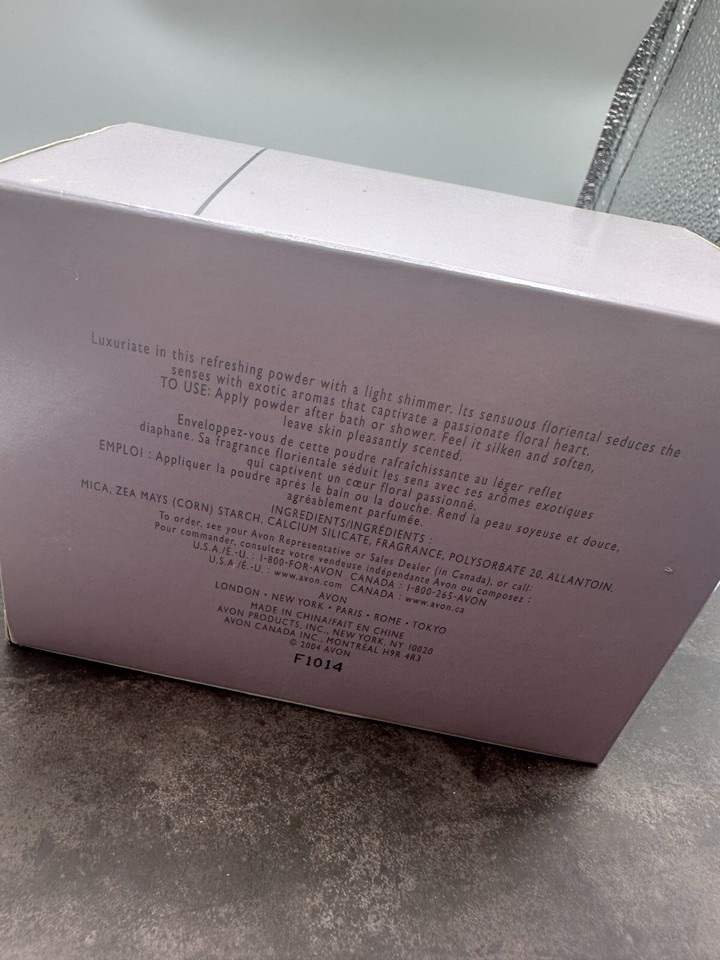 Luxuriate in this refreshing powder with a light shimmer. Its sensuous floriental seduces the
senses with exotic aromas that captivate a passionate floral heart.
TO USE: Apply powder after bath or shower. Feel it silken and soften,
leave skin pleasantly scented.
Enveloppez-vous de cette poudre rafraîchissante au léger reflet
diaphane. Sa fragrance florientale séduit les sens avec ses arômes exotiques
qui captivent un cœur floral passionné.
EMPLOI : Appliquer la poudre après le bain ou la douche. Rend la peau soyeuse et douce,
agréablement parfumée.
INGREDIENTS/INGRÉDIENTS :
MICA, ZEA MAYS (CORN) STARCH, CALCIUM SILICATE, FRAGRANCE, POLYSORBATE 20, ALLANTOIN.
To order, see your Avon Representative or Sales Dealer (in Canada), or call:
Pour commander, consultez votre vendeuse indépendante Avon ou composez :
U.S.A./É.-U. : 1-800-FOR-AVON CANADA : 1-800-265-AVON
U.S.A./É.-U. : www.avon.com CANADA : www.avon.ca
AVON
LONDON • NEW YORK • PARIS • ROME • TOKYO
MADE IN CHINA/FAIT EN CHINE
AVON PRODUCTS, INC., NEW YORK, NY 10020
AVON CANADA INC., MONTRÉAL H9R 4R3
© 2004 AVON
F1014